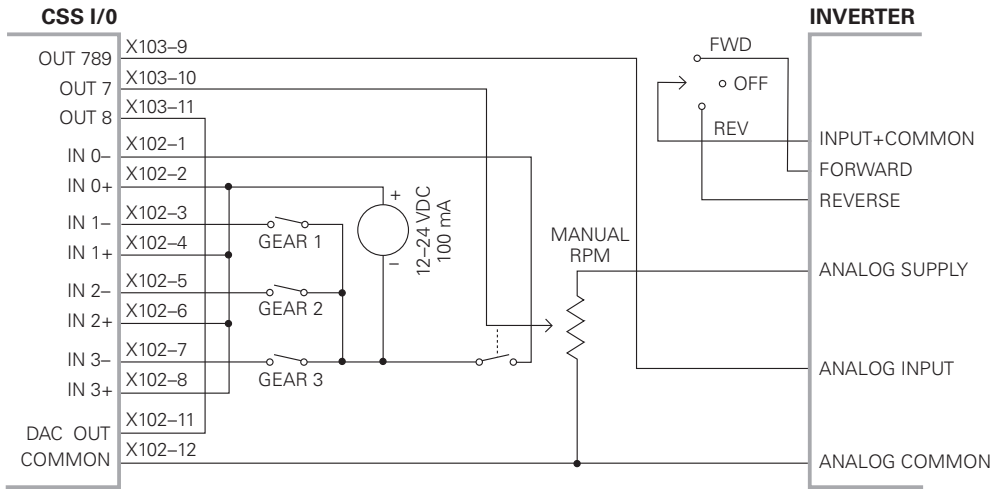 CSS I/0
INVERTER
OUT 789
X103–9
OUT 7
X103–10
OUT 8
X103–11
IN 0–
X102–1
IN 0+
X102–2
IN 1–
X102–3
IN 1+
X102–4
IN 2–
X102–5
IN 2+
X102–6
IN 3–
X102–7
IN 3+
X102–8
DAC OUT
X102–11
COMMON
X102–12
GEAR 1
GEAR 2
GEAR 3
+
–
12–24 VDC
100 mA
MANUAL
RPM
FWD
OFF
REV
INPUT+COMMON
FORWARD
REVERSE
ANALOG SUPPLY
ANALOG INPUT
ANALOG COMMON